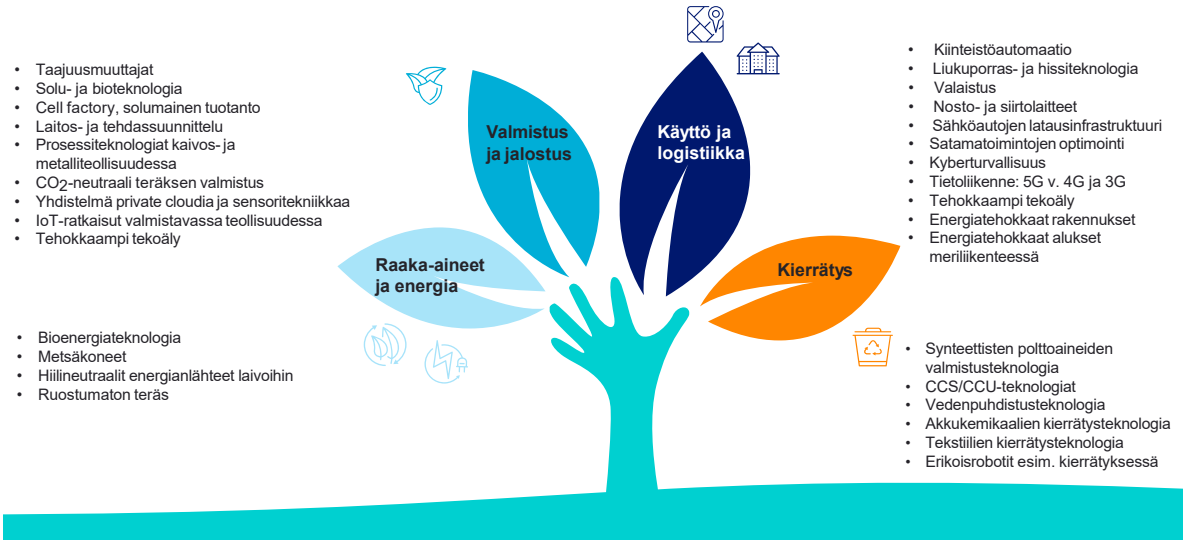 • Taajuusmuuttajat
• Solu- ja bioteknologia
• Cell factory, solumainen tuotanto
• Laitos- ja tehdassuunnittelu
• Prosessiteknologiat kaivos- ja
metalliteollisuudessa
• CO2-neutraali teräksen valmistus
• Yhdistelmä private cloudia ja sensoritekniikkaa
• IoT-ratkaisut valmistavassa teollisuudessa
• Tehokkaampi tekoäly
Valmistus
ja jalostus
Käyttö ja
logistiikka
• Kiinteistöautomaatio
• Liukuporras- ja hissiteknologia
• Valaistus
• Nosto- ja siirtolaitteet
• Sähköautojen latausinfrastruktuuri
• Satamatoimintojen optimointi
• Kyberturvallisuus
• Tietoliikenne: 5G v. 4G ja 3G
• Tehokkaampi tekoäly
• Energiatehokkaat rakennukset
• Energiatehokkaat alukset
meriliikenteessä
Raaka-aineet
ja energia
Kierrätys
• Bioenergiateknologia
• Metsäkoneet
• Hiilineutraalit energianlähteet laivoihin
• Ruostumaton teräs
• Synteettisten polttoaineiden
valmistusteknologia
• CCS/CCU-teknologiat
• Vedenpuhdistusteknologia
• Akkukemikaalien kierrätysteknologia
• Tekstiilien kierrätysteknologia
• Erikoisrobotit esim. kierrätyksessä